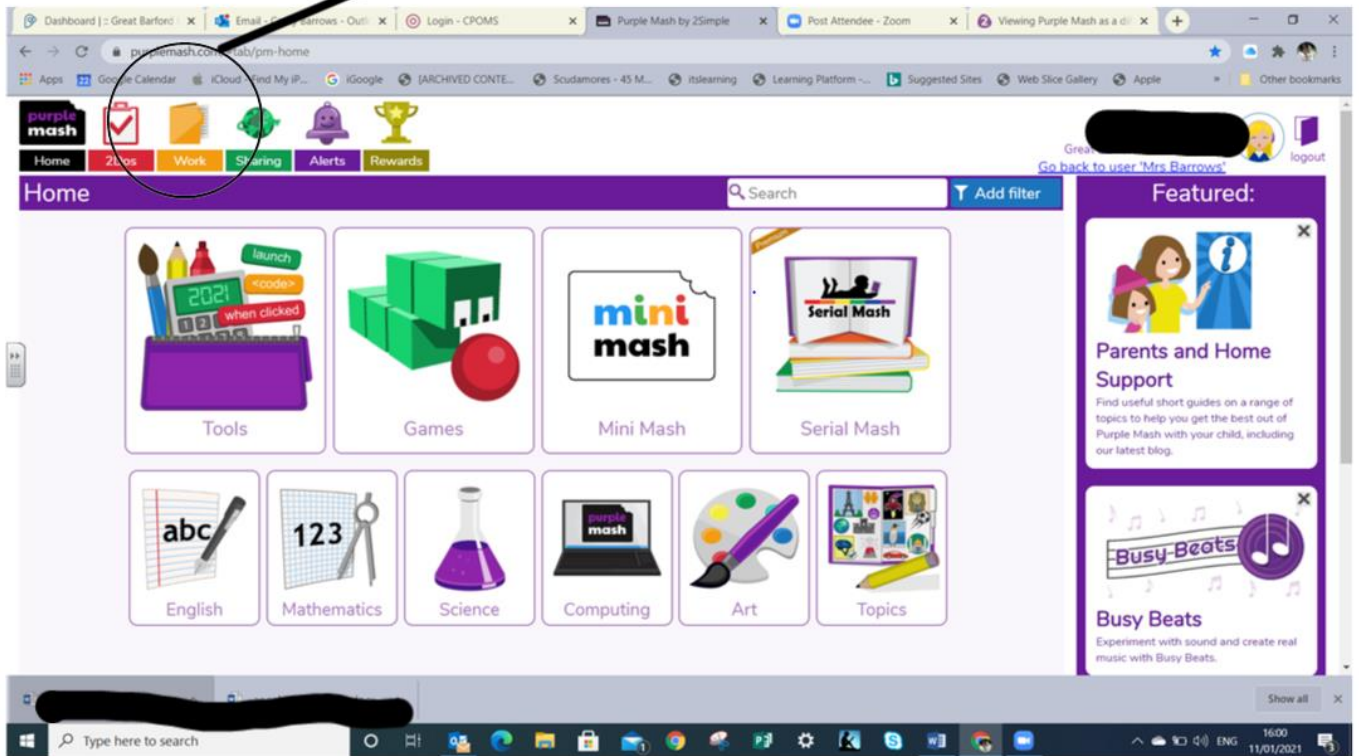 Dashboard | :: Great Barford
Email - Barrows - Outl
Login - CPOMS
Purple Mash by 2Simple
Post Attendee - Zoom
Viewing Purple Mash as a di
purplemash.com tab/pm-home
Apps
Google Calendar
iCloud - Find My iP...
iGoogle
[ARCHIVED CONTE...
Scudamores - 45 M...
itslearning
Learning Platform -...
Suggested Sites
Web Slice Gallery
Apple
»
Other bookmarks
purple
mash
Home
2Dos
Work
Sharing
Alerts
Rewards
Great
logout
Go back to user 'Mrs Barrows'
Home
Search
Add filter
Featured:
launch
<code>
when clicked
2021
Tools
Games
mini
mash
Mini Mash
Premium
Serial Mash
Serial Mash
Parents and Home
Support
Find useful short guides on a range of
topics to help you get the best out of
Purple Mash with your child, including
our latest blog.
abc
English
123
Mathematics
Science
purple
mash
Computing
Art
Topics
Busy Beats
Busy Beats
Experiment with sound and create real
music with Busy Beats.
Show all
Type here to search
ENG
16:00
11/01/2021